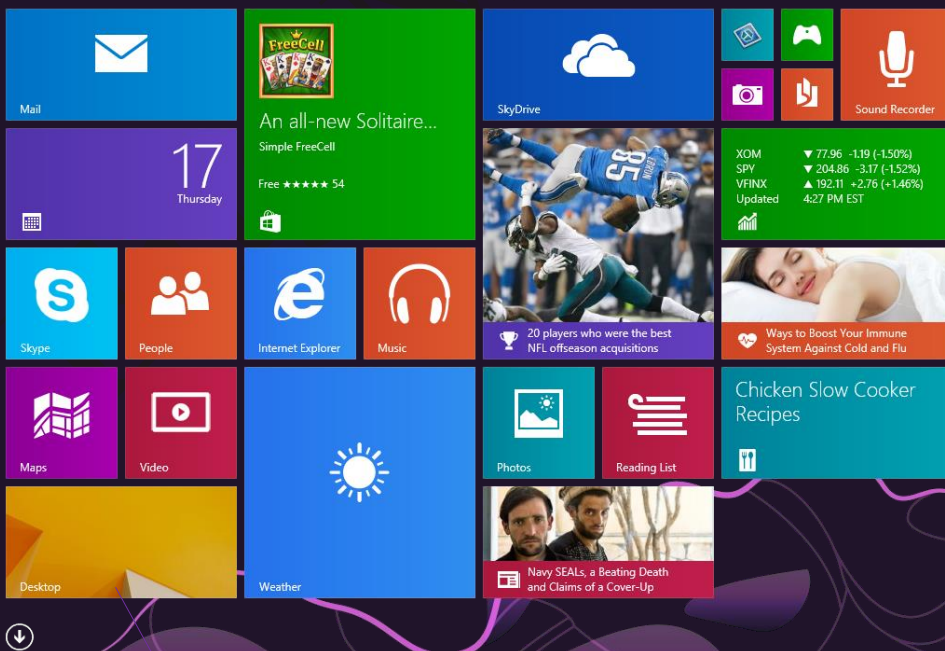 Mail
FreeCell
An all-new Solitaire...
Simple FreeCell
Free ★★★★★ 54
SkyDrive
Sound Recorder
17
Thursday
85
XOM ▼ 77.96 -1.19 (-1.50%)
SPY ▼ 204.86 -3.17 (-1.52%)
VFINX ▲ 192.11 +2.76 (+1.46%)
Updated 4:27 PM EST
Skype
People
Internet Explorer
Music
20 players who were the best
NFL offseason acquisitions
Ways to Boost Your Immune
System Against Cold and Flu
Maps
Video
Weather
Photos
Reading List
Chicken Slow Cooker
Recipes
Desktop
Navy SEALs, a Beating Death
and Claims of a Cover-Up